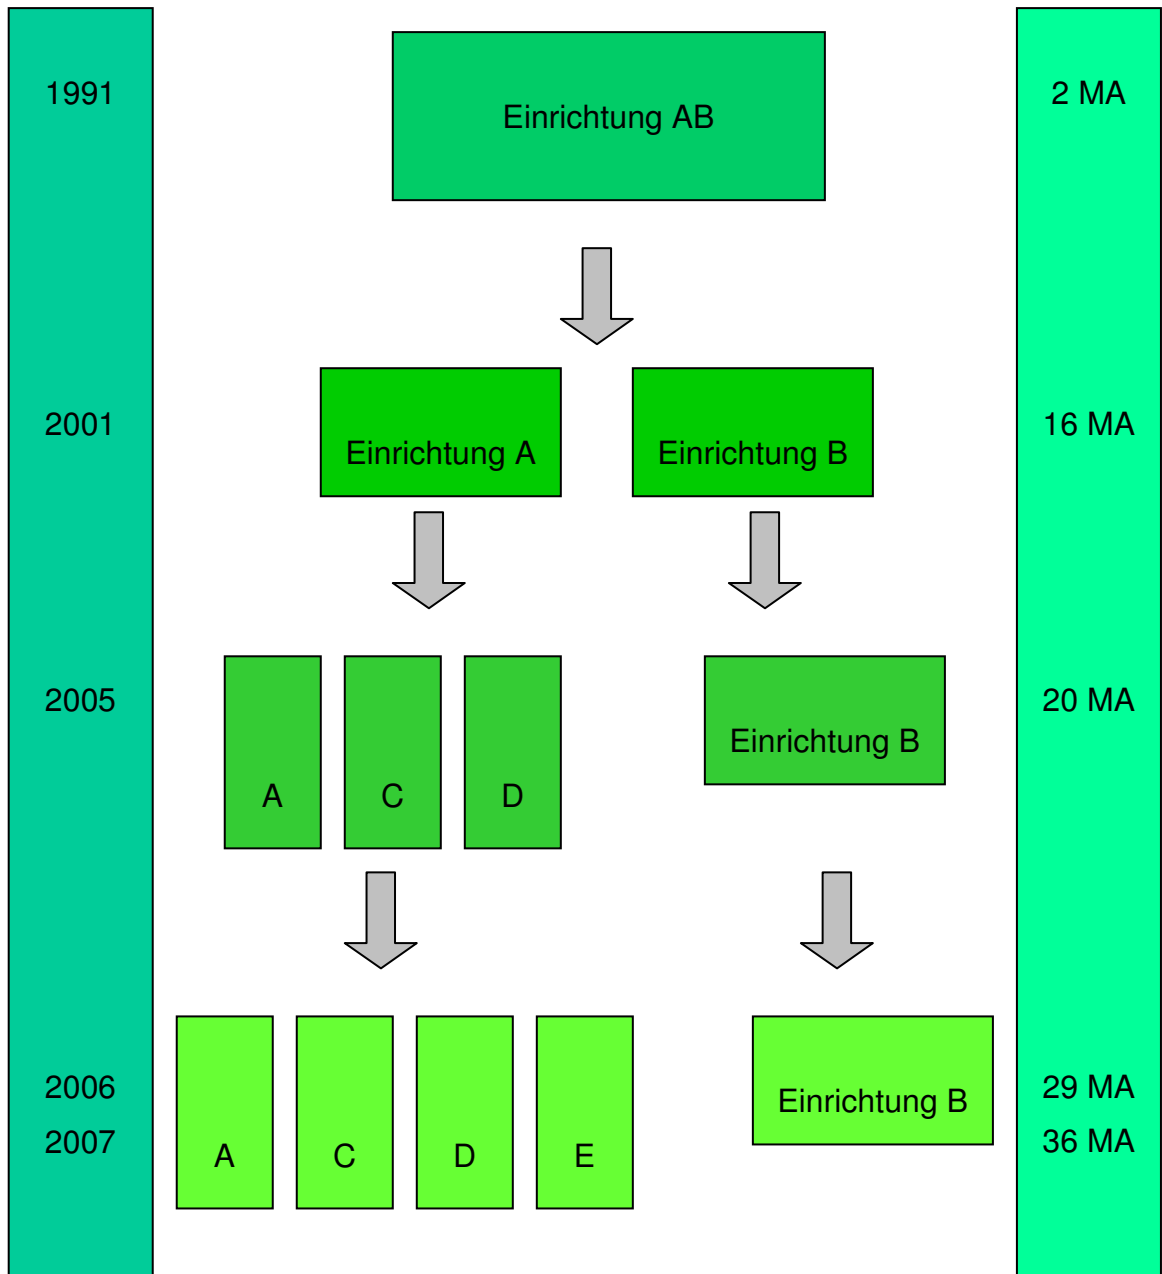 1991
Einrichtung AB
2 MA
2001
Einrichtung A
Einrichtung B
16 MA
2005
A
C
D
Einrichtung B
20 MA
2006
2007
A
C
D
E
Einrichtung B
29 MA
36 MA